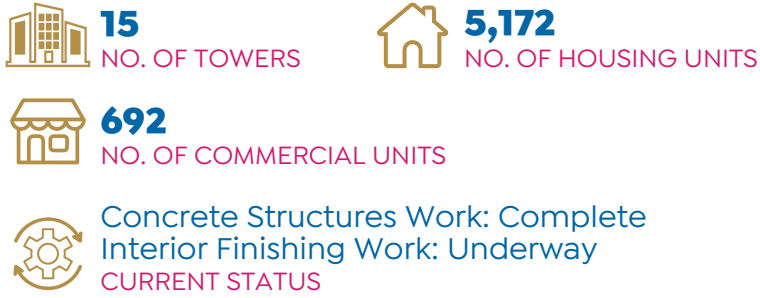 15
NO. OF TOWERS
5,172
NO. OF HOUSING UNITS
692
NO. OF COMMERCIAL UNITS
Concrete Structures Work: Complete
Interior Finishing Work: Underway
CURRENT STATUS